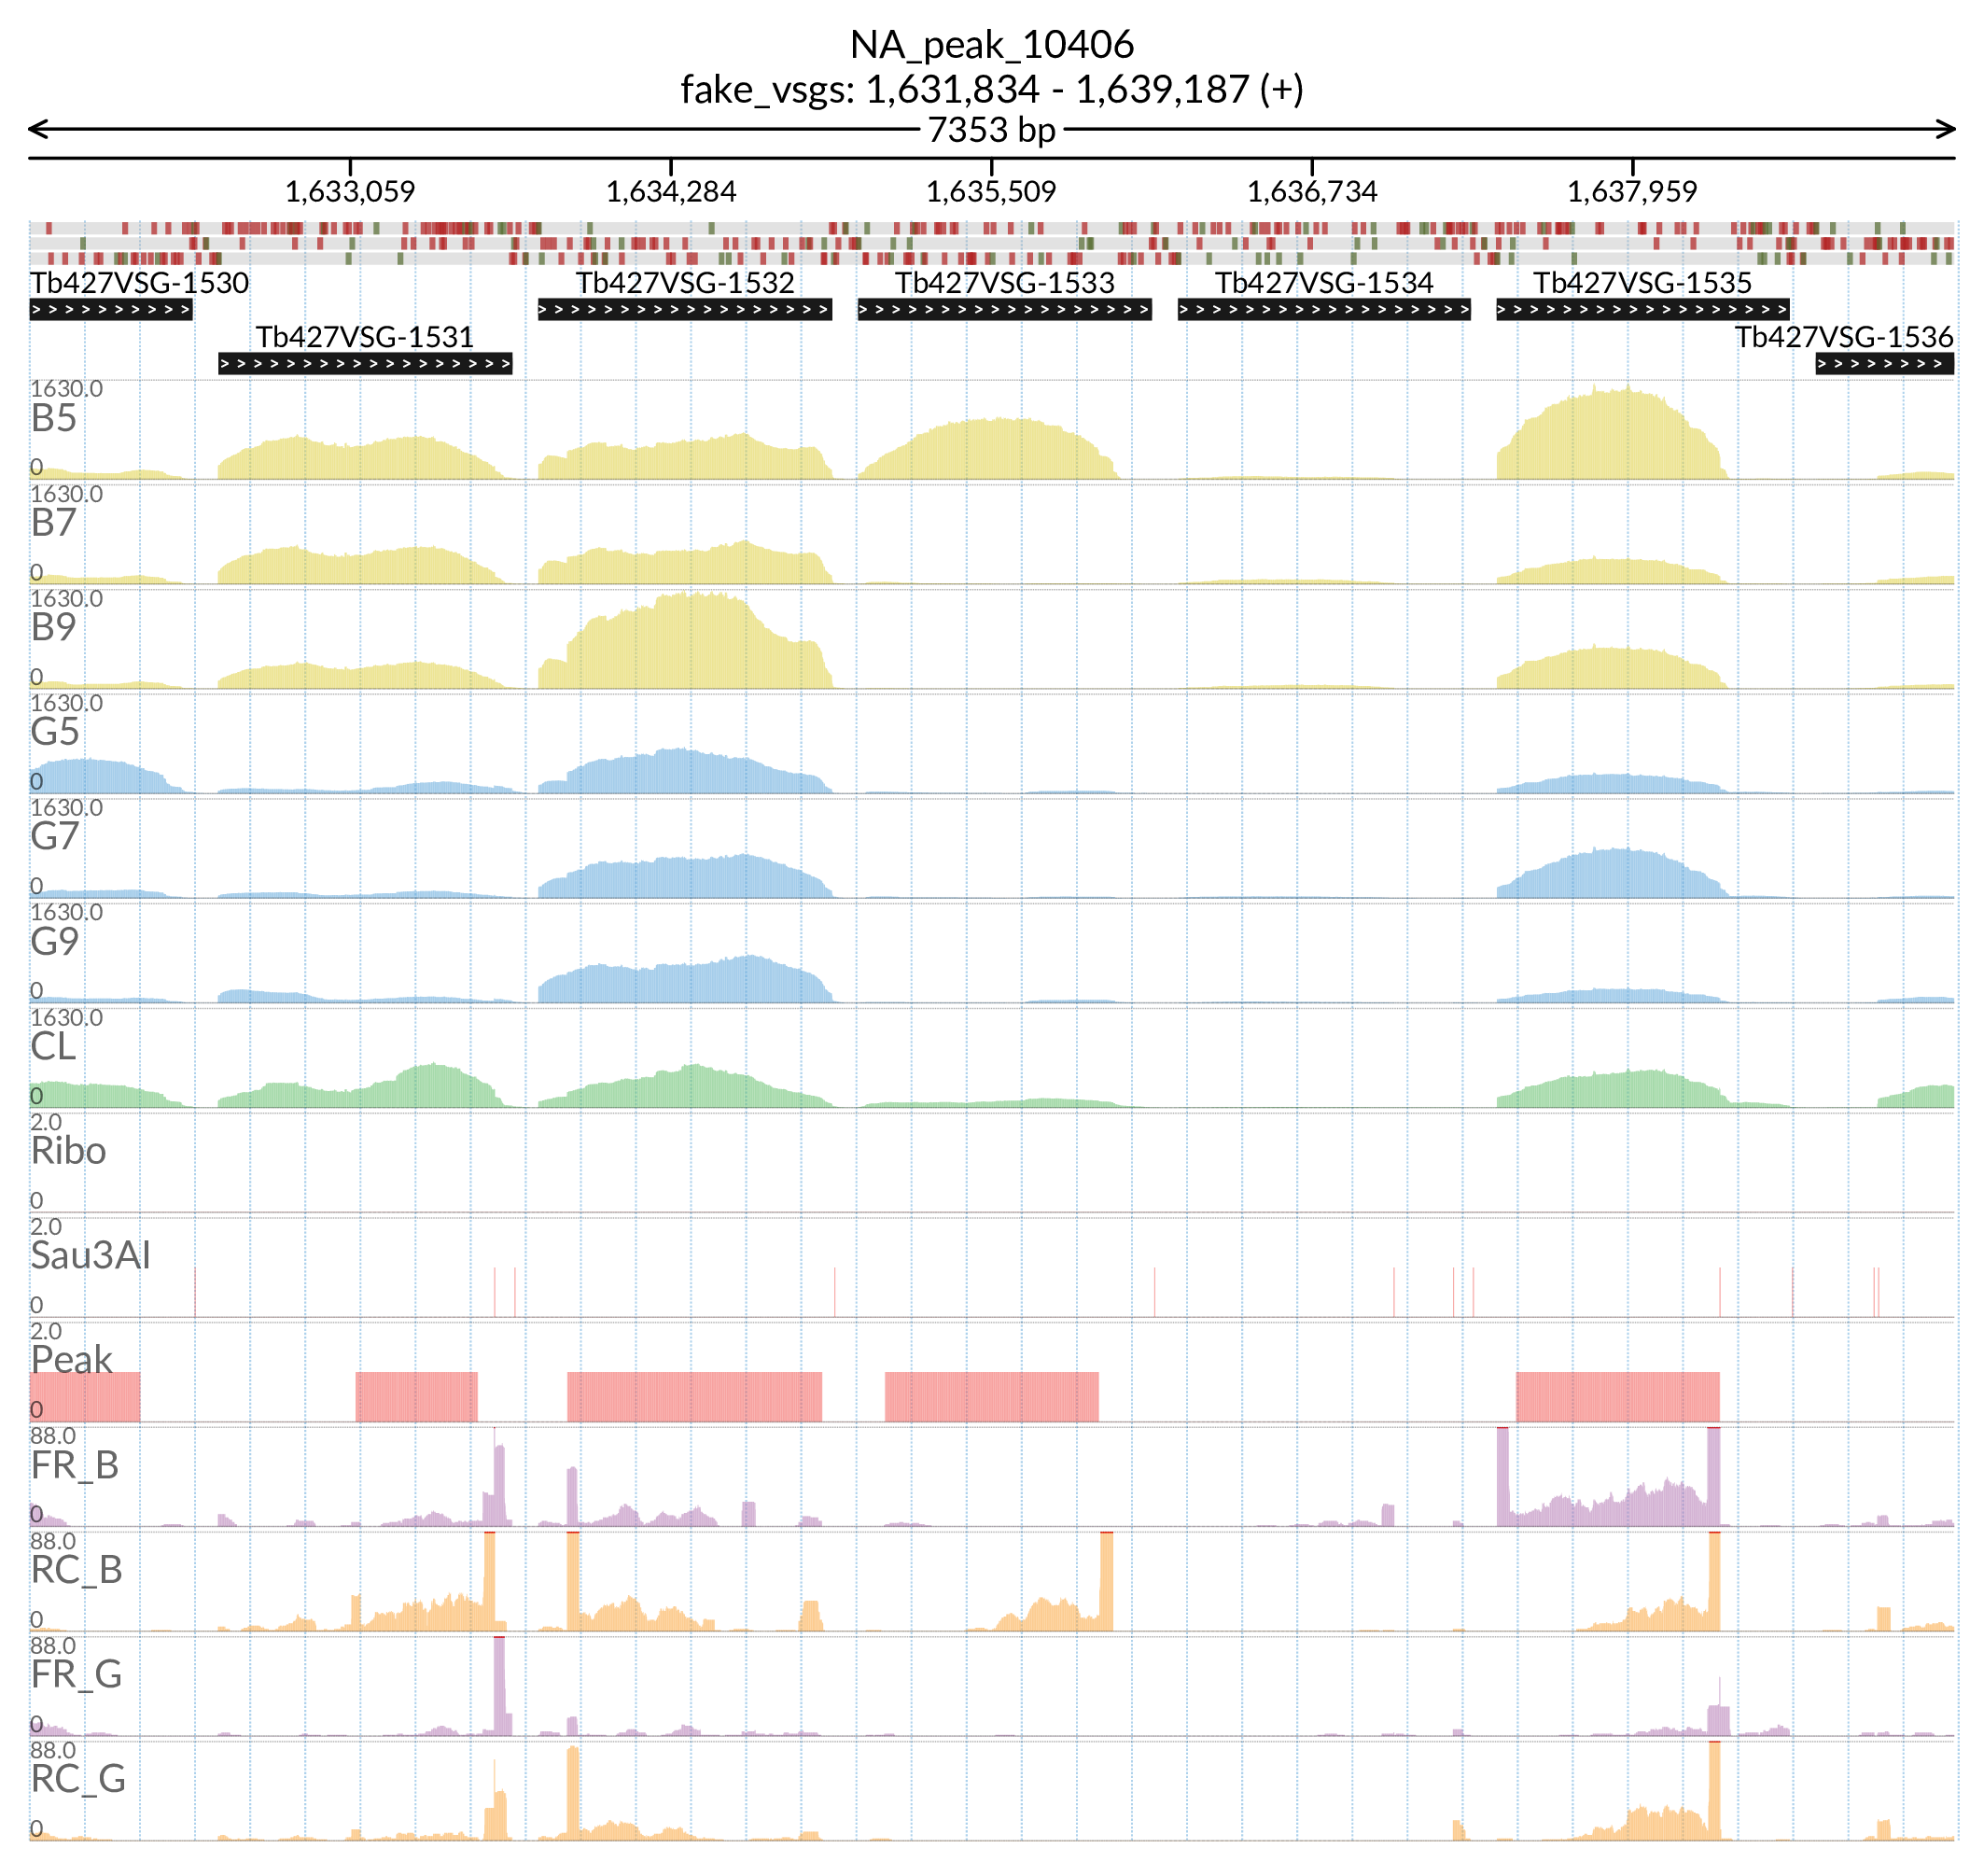 NA_peak_10406
fake_vsgs: 1,631,834 - 1,639,187 (+)
7353 bp
1,633,059 1,634,284 1,635,509 1,636,734 1,637,959
Tb427VSG-1530 Tb427VSG-1532 Tb427VSG-1533 Tb427VSG-1534 Tb427VSG-1535
Tb427VSG-1531 Tb427VSG-1536
1630.0
B5
0
1630.0
B7
0
1630.0
B9
0
1630.0
G5
0
1630.0
G7
0
1630.0
G9
0
1630.0
CL
0
2.0
Ribo
0
2.0
Sau3AI
0
2.0
Peak
0
88.0
FR_B
0
88.0
RC_B
0
88.0
FR_G
0
88.0
RC_G
0